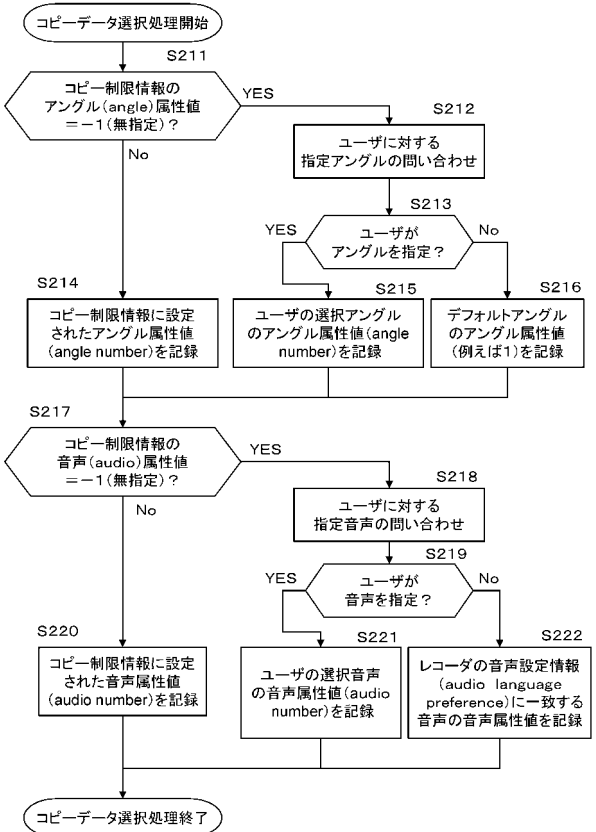 コピーデータ選択処理開始
S211
コピー制限情報の
アングル(angle)属性値
=-1(無指定)?
YES
No
S212
ユーザに対する
指定アングルの問い合わせ
S213
ユーザが
アングルを指定?
YES
No
S214
コピー制限情報に設定
されたアングル属性値
(angle number)を記録
S215
ユーザの選択アングル
のアングル属性値(angle
number)を記録
S216
デフォルトアングル
のアングル属性値
(例えば1)を記録
S217
コピー制限情報の
音声(audio)属性値
=-1(無指定)?
YES
No
S218
ユーザに対する
指定音声の問い合わせ
S219
ユーザが
音声を指定?
YES
No
S220
コピー制限情報に設定
された音声属性値
(audio number)を記録
S221
ユーザの選択音声
の音声属性値(audio
number)を記録
S222
レコーダの音声設定情報
(audio language
preference)に一致する
音声の音声属性値を記録
コピーデータ選択処理終了